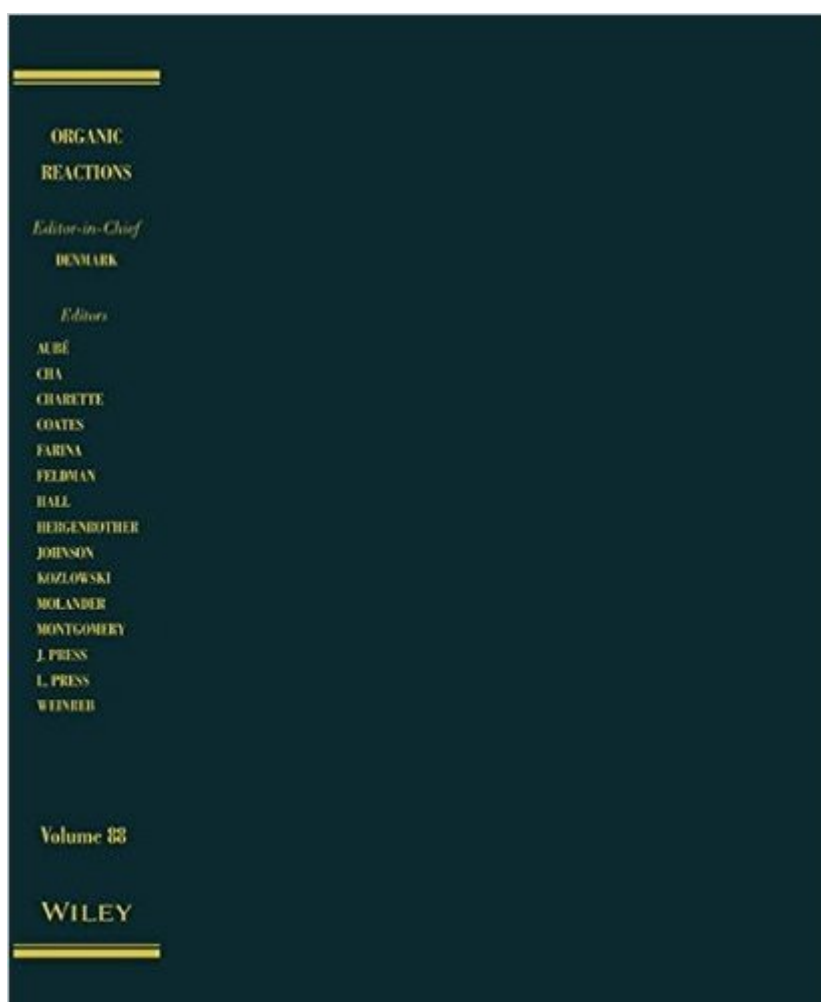 ORGANIC
REACTIONS
Editor-in-Chief
DENMARK
Editors
AUBÉ
CHA
CHARETTE
COATES
FARINA
FELDMAN
HALL
HERGENROTHER
JOHNSON
KOZLOWSKI
MOLANDER
MONTGOMERY
J. PRESS
L. PRESS
WEINREB
Volume 88
WILEY